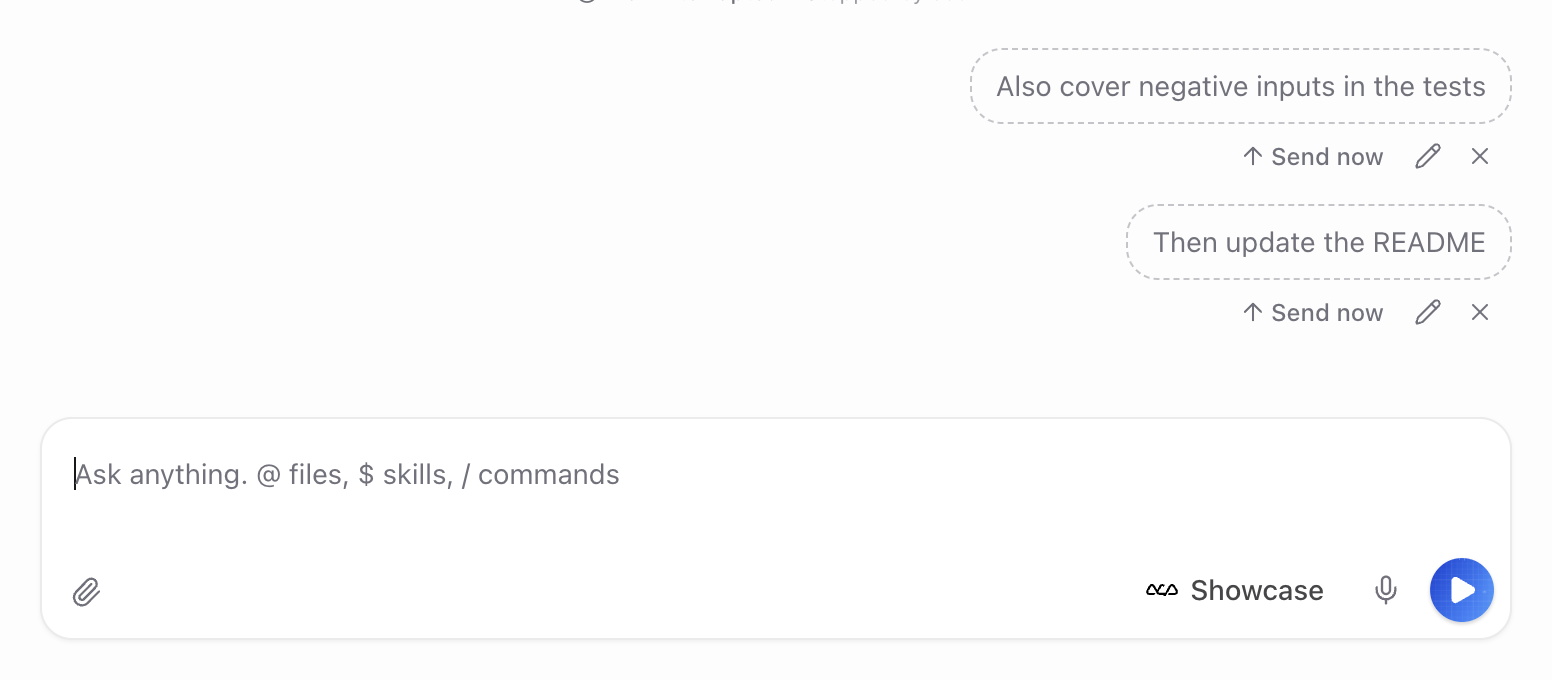 Also cover negative inputs in the tests
Send now
Then update the README
Send now
Ask anything. @ files, $ skills, / commands
Showcase